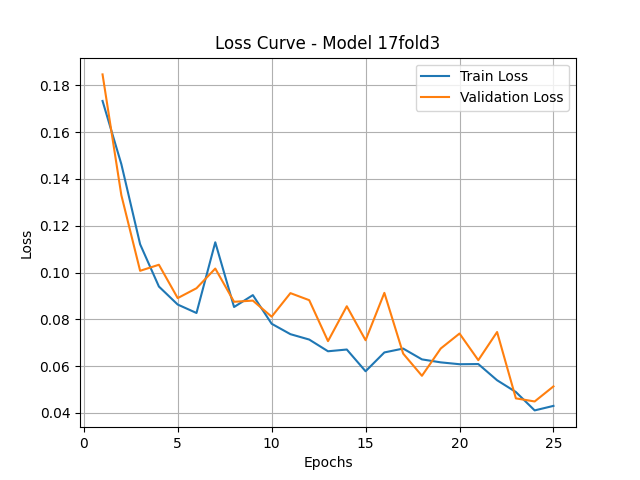 Loss Curve - Model 17fold3
Train Loss
Validation Loss
0.18
0.16
0.14
0.12
0.10
0.08
0.06
0.04
Loss
0 5 10 15 20 25
Epochs